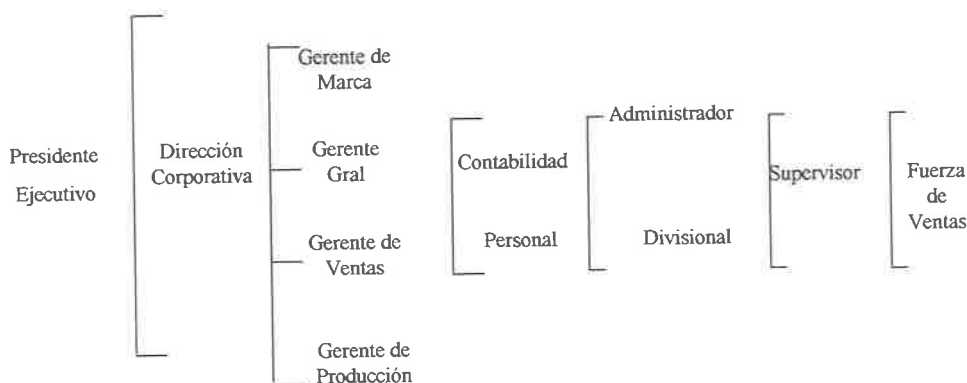 Presidente
Ejecutivo
Dirección
Corporativa
Gerente de
Marca
Gerente
Gral
Gerente de
Ventas
Gerente de
Producción
Contabilidad
Personal
Administrador
Divisional
Supervisor
Fuerza
de
Ventas